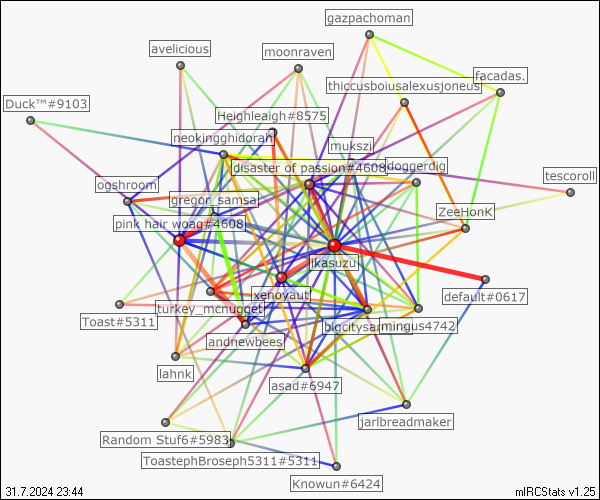 gazpachoman
avelicious
moonraven
facadas.
thiccusboiusalexusjoneus
Duck™#9103
Heighleagh#8575
neokingghidorah
mukszi
disaster of passion#4608
doggerdig
tescoroll
ogshroom
gregor_samsa
pink hair woag#4608
ZeeHonK
ikasuzu
xenoyaut
default#0617
turkey_mcnugget
Toast#5311
mingus4742
andnewbees
lahnk
asad#6947
jarlbreadmaker
Random Stuf6#5983
ToastephBroseph5311#5311
Knowun#6424
31.7.2024 23:44
mIRCStats v1.25